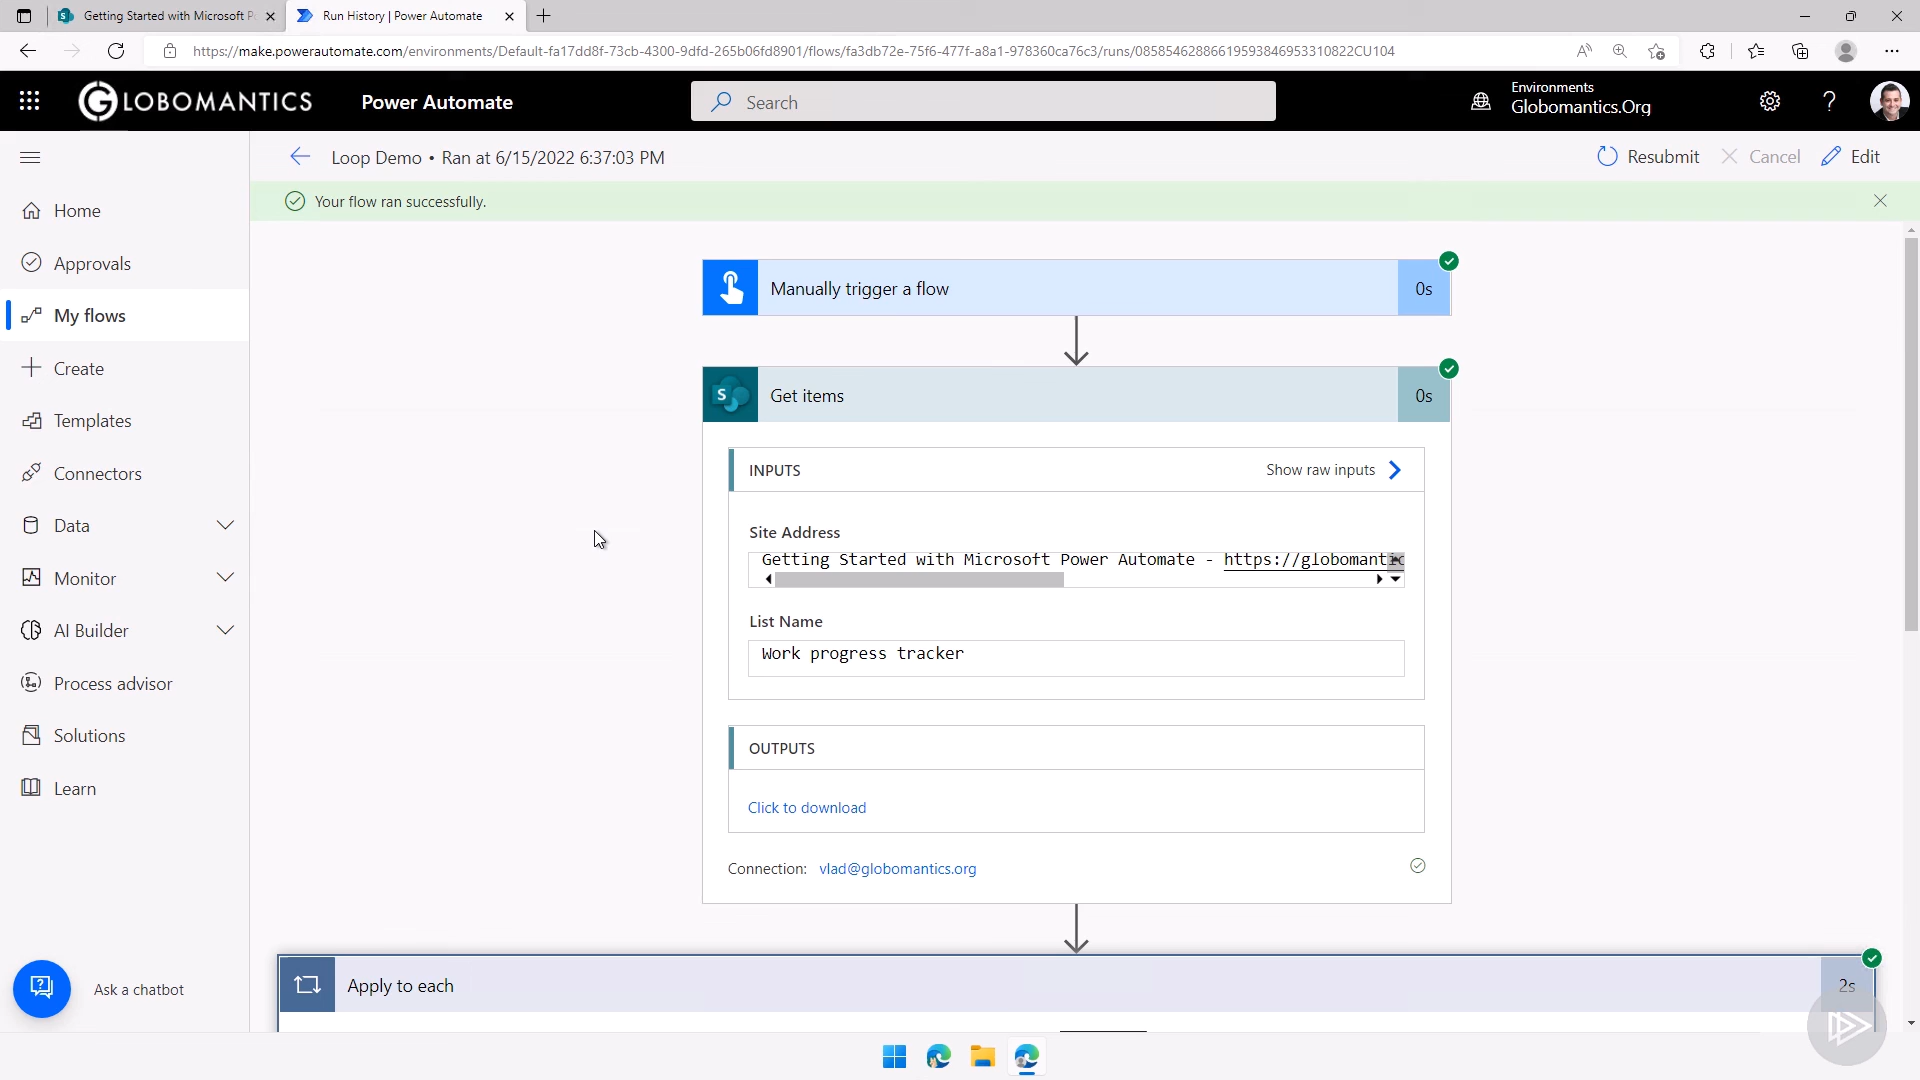 Getting Started with Microsoft P
Run History | Power Automate
https://make.powerautomate.com/environments/Default-fa17dd8f-73cb-4300-9dfd-265b06fd8901/flows/fa3db72e-75f6-477f-a8a1-978360ca76c3/runs/08585462886619593846953310822CU104
GLOBOMANTICS
Power Automate
Search
Environments
Globomantics.Org
Loop Demo • Ran at 6/15/2022 6:37:03 PM
Resubmit
Cancel
Edit
Your flow ran successfully.
Home
Approvals
My flows
Create
Templates
Connectors
Data
Monitor
AI Builder
Process advisor
Solutions
Learn
Ask a chatbot
Manually trigger a flow
0s
Get items
0s
INPUTS
Show raw inputs
Site Address
Getting Started with Microsoft Power Automate - https://globomantic
List Name
Work progress tracker
OUTPUTS
Click to download
Connection: vlad@globomantics.org
Apply to each
2s